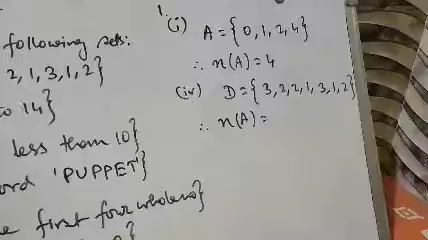 following sets:
2, 1, 3, 1, 2}
to 14}
less than 10}
'PUPPET'}
first four whole no}
1.
(i) A = {0, 1, 2, 4}
∴ n(A) = 4
(iv) D = {3, 2, 2, 1, 3, 1, 2}
∴ n(A) =